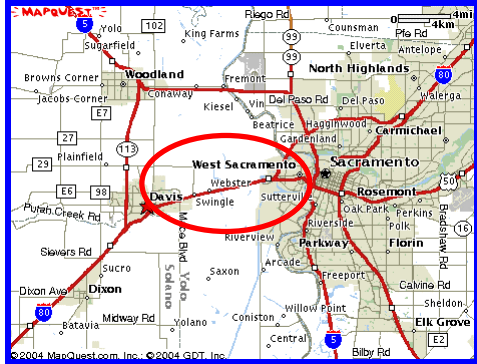 MAPQUEST
Riego Rd
0 4mi
4km
5
Yolo
102
King Farms
99
Counsman
Pfe Rd
Sugarfield
Elverta
Antelope
Woodland
North Highlands
80
Browns Corner
Fremont
Walerga
Jacobs Corner
Conaway
99
Del Paso Rd
Del Paso
E7
Kiesel
Vin
Beatrice
Hagginwood
Carmichael
27
Gardenland
Plainfield
113
29
West Sacramento
Sacramento
Webster
E6
98
Davis
Swingle
Sutterville
Rosemont
50
Putah Creek Rd
Oak Park
Perkins
Riverside
Polk
16
Mace Blvd
Yolo
Solano
Riverview
Parkway
Florin
Bradshaw Rd
Sievers Rd
Arcade
Sucro
Saxon
Freeport
Calvine Rd
Dixon Ave
Dixon
Sheldon
80
Willow Point
Midway Rd
Yolano
Coniston
Elk Grove
Batavia
Central
5
E2
Bilby Rd
©2004 MapQuest.com, Inc.; ©2004 GDT, Inc.